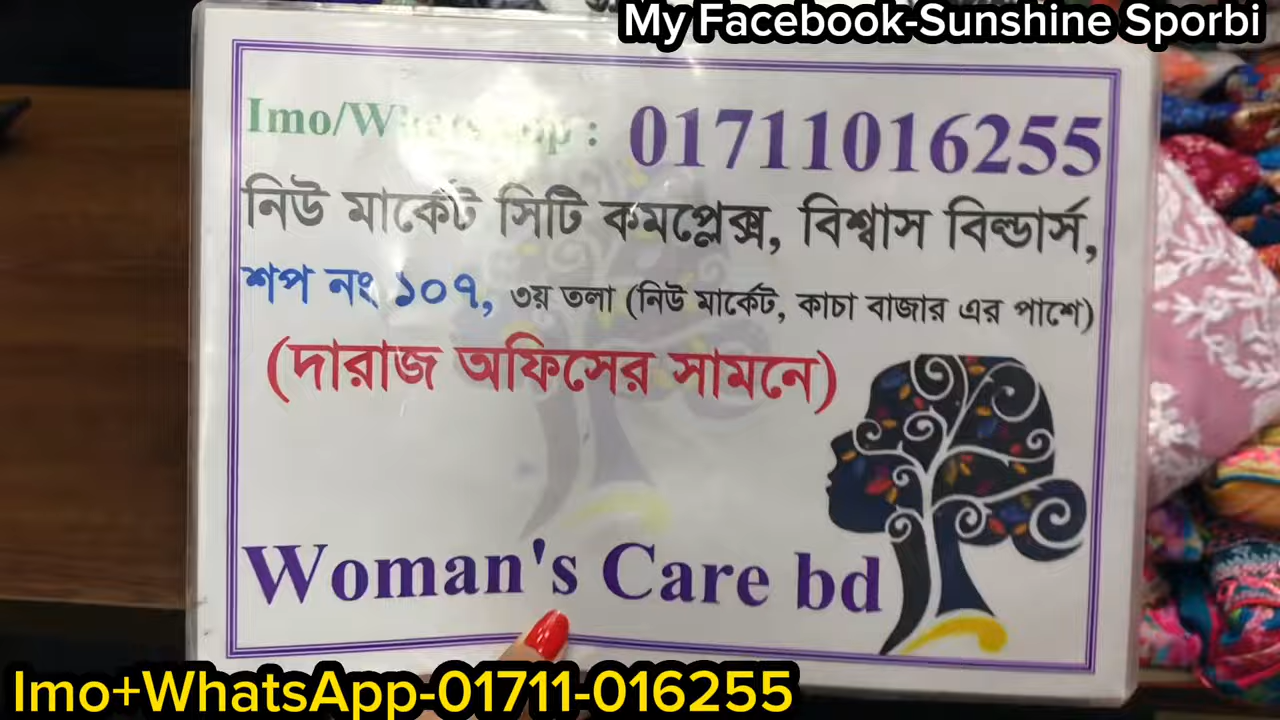 My Facebook-Sunshine Sporbi
Imo/WhatsApp : 01711016255
নিউ মার্কেট সিটি কমপ্লেক্স, বিশ্বাস বিল্ডার্স,
শপ নং ১০৭, ৩য় তলা (নিউ মার্কেট, কাচা বাজার এর পাশে)
(দারাজ অফিসের সামনে)
Woman's Care bd
Imo+WhatsApp-01711-016255